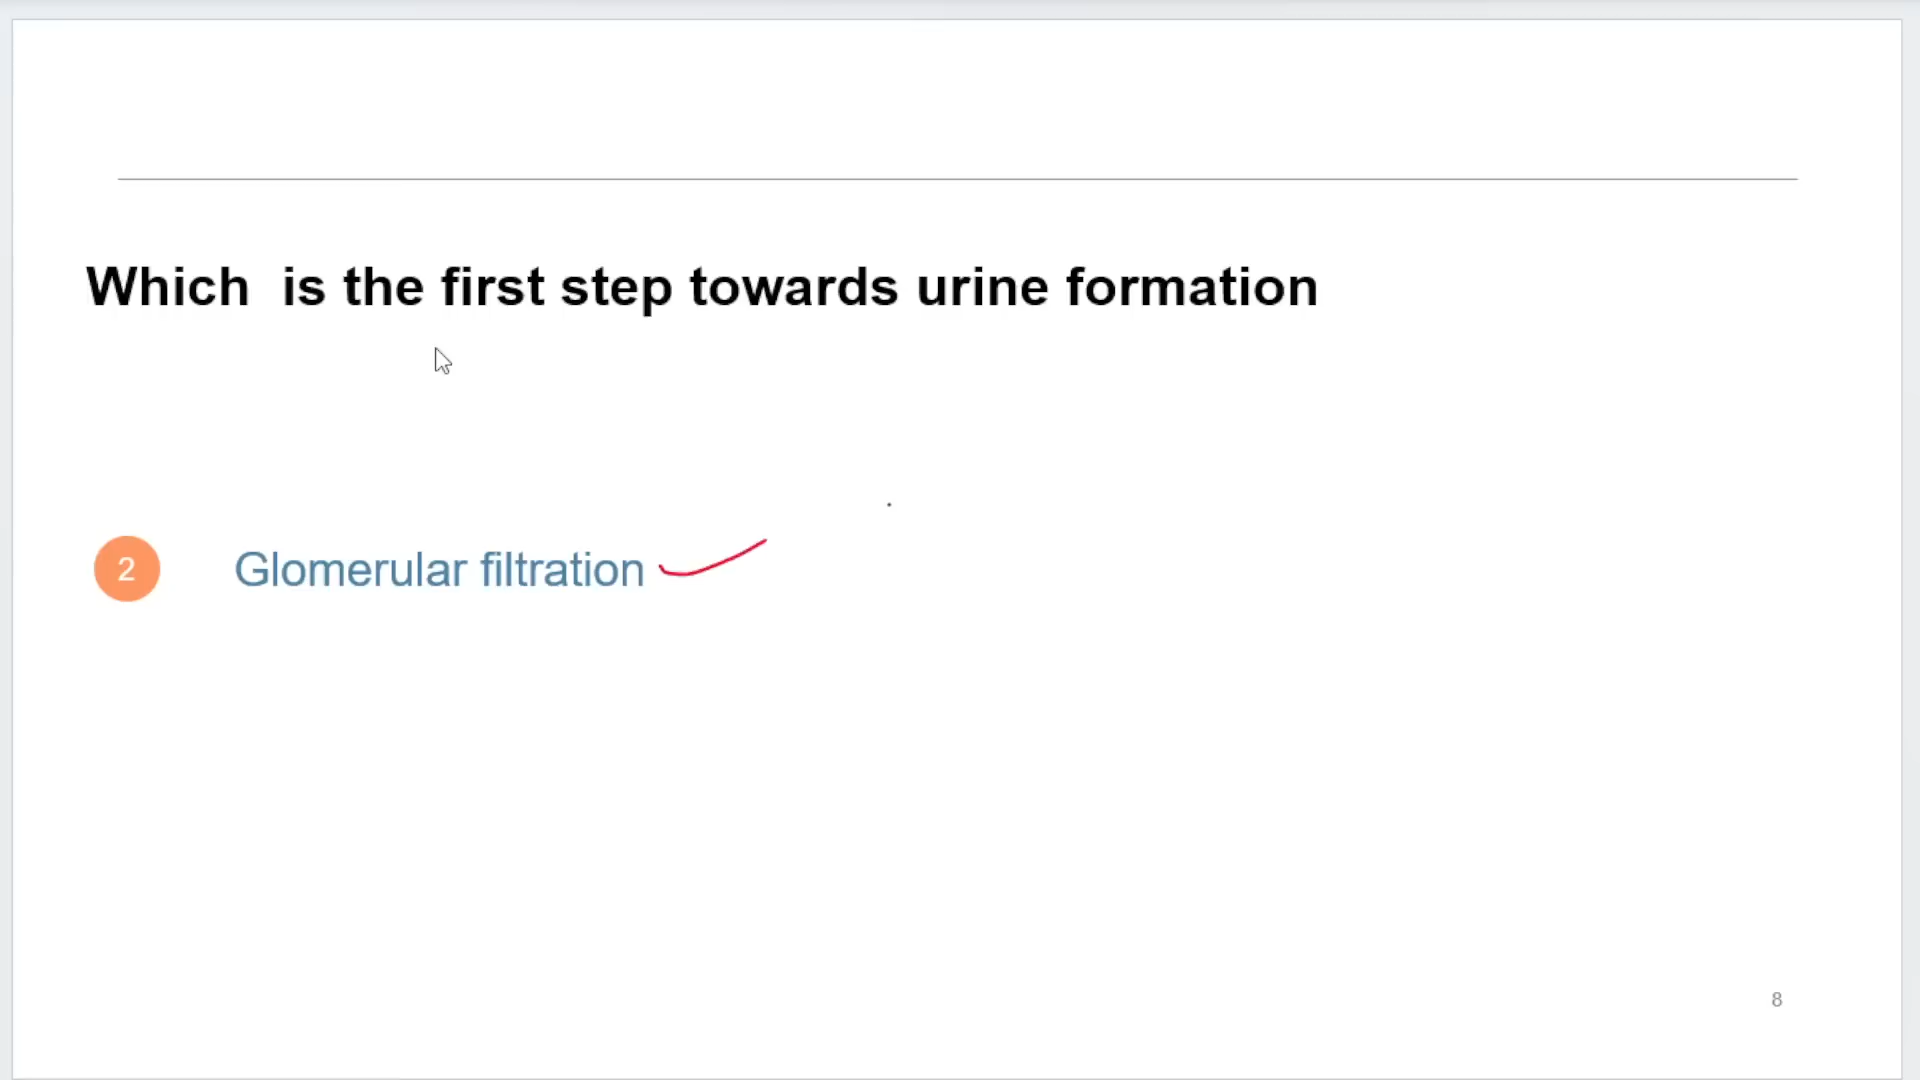 Which is the first step towards urine formation
2 Glomerular filtration
8